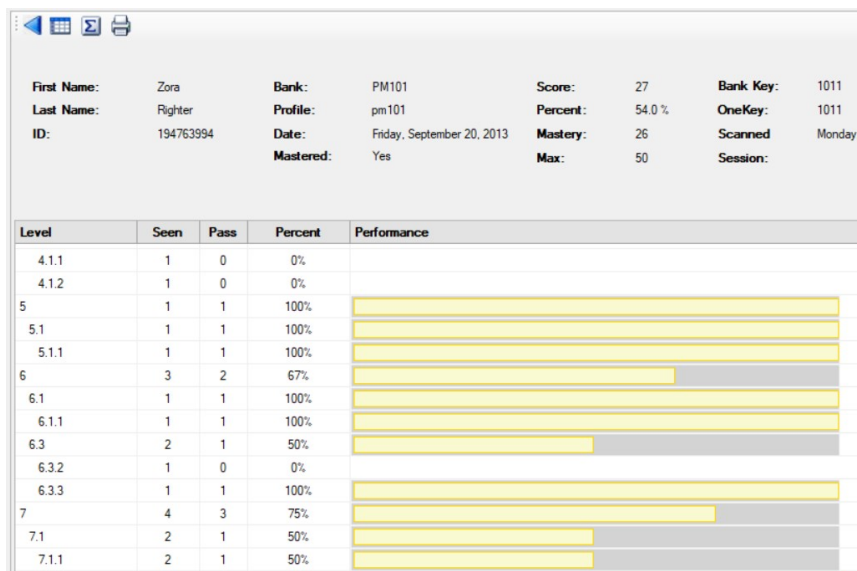 First Name: Zora Bank: PM101 Score: 27 Bank Key: 1011
Last Name: Righter Profile: pm101 Percent: 54.0 % OneKey: 1011
ID: 194763994 Date: Friday, September 20, 2013 Mastery: 26 Scanned Monday
Mastered: Yes Max: 50 Session:
Level Seen Pass Percent Performance
4.1.1 1 0 0%
4.1.2 1 0 0%
5 1 1 100%
5.1 1 1 100%
5.1.1 1 1 100%
6 3 2 67%
6.1 1 1 100%
6.1.1 1 1 100%
6.3 2 1 50%
6.3.2 1 0 0%
6.3.3 1 1 100%
7 4 3 75%
7.1 2 1 50%
7.1.1 2 1 50%